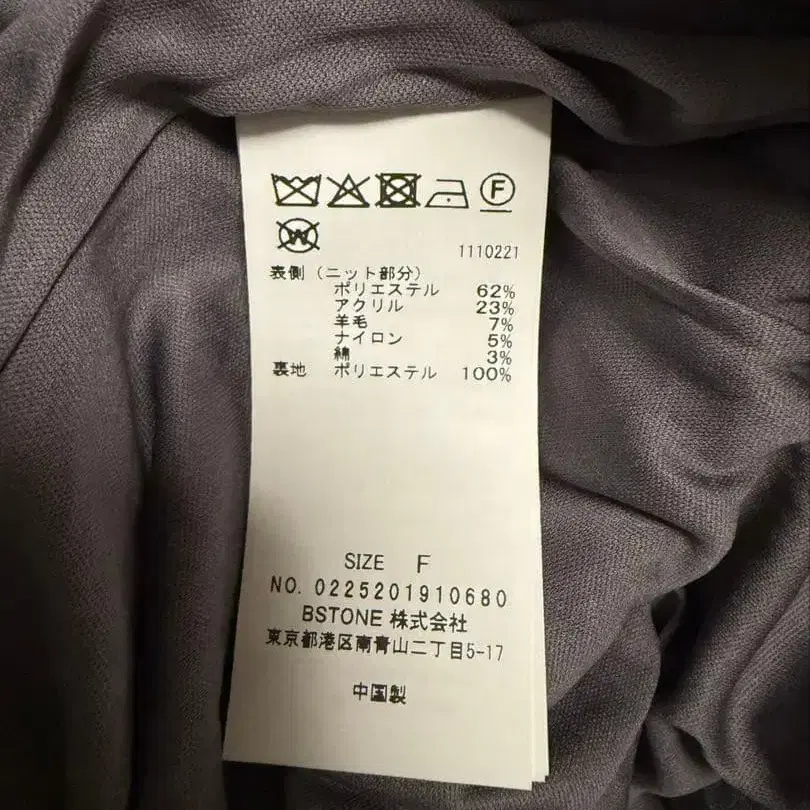 F
W
1110221
表側（ニット部分）
ポリエステル 62%
アクリル 23%
羊毛 7%
ナイロン 5%
綿 3%
裏地 ポリエステル 100%
SIZE F
NO. 0225201910680
BSTONE 株式会社
東京都港区南青山二丁目5-17
中国製